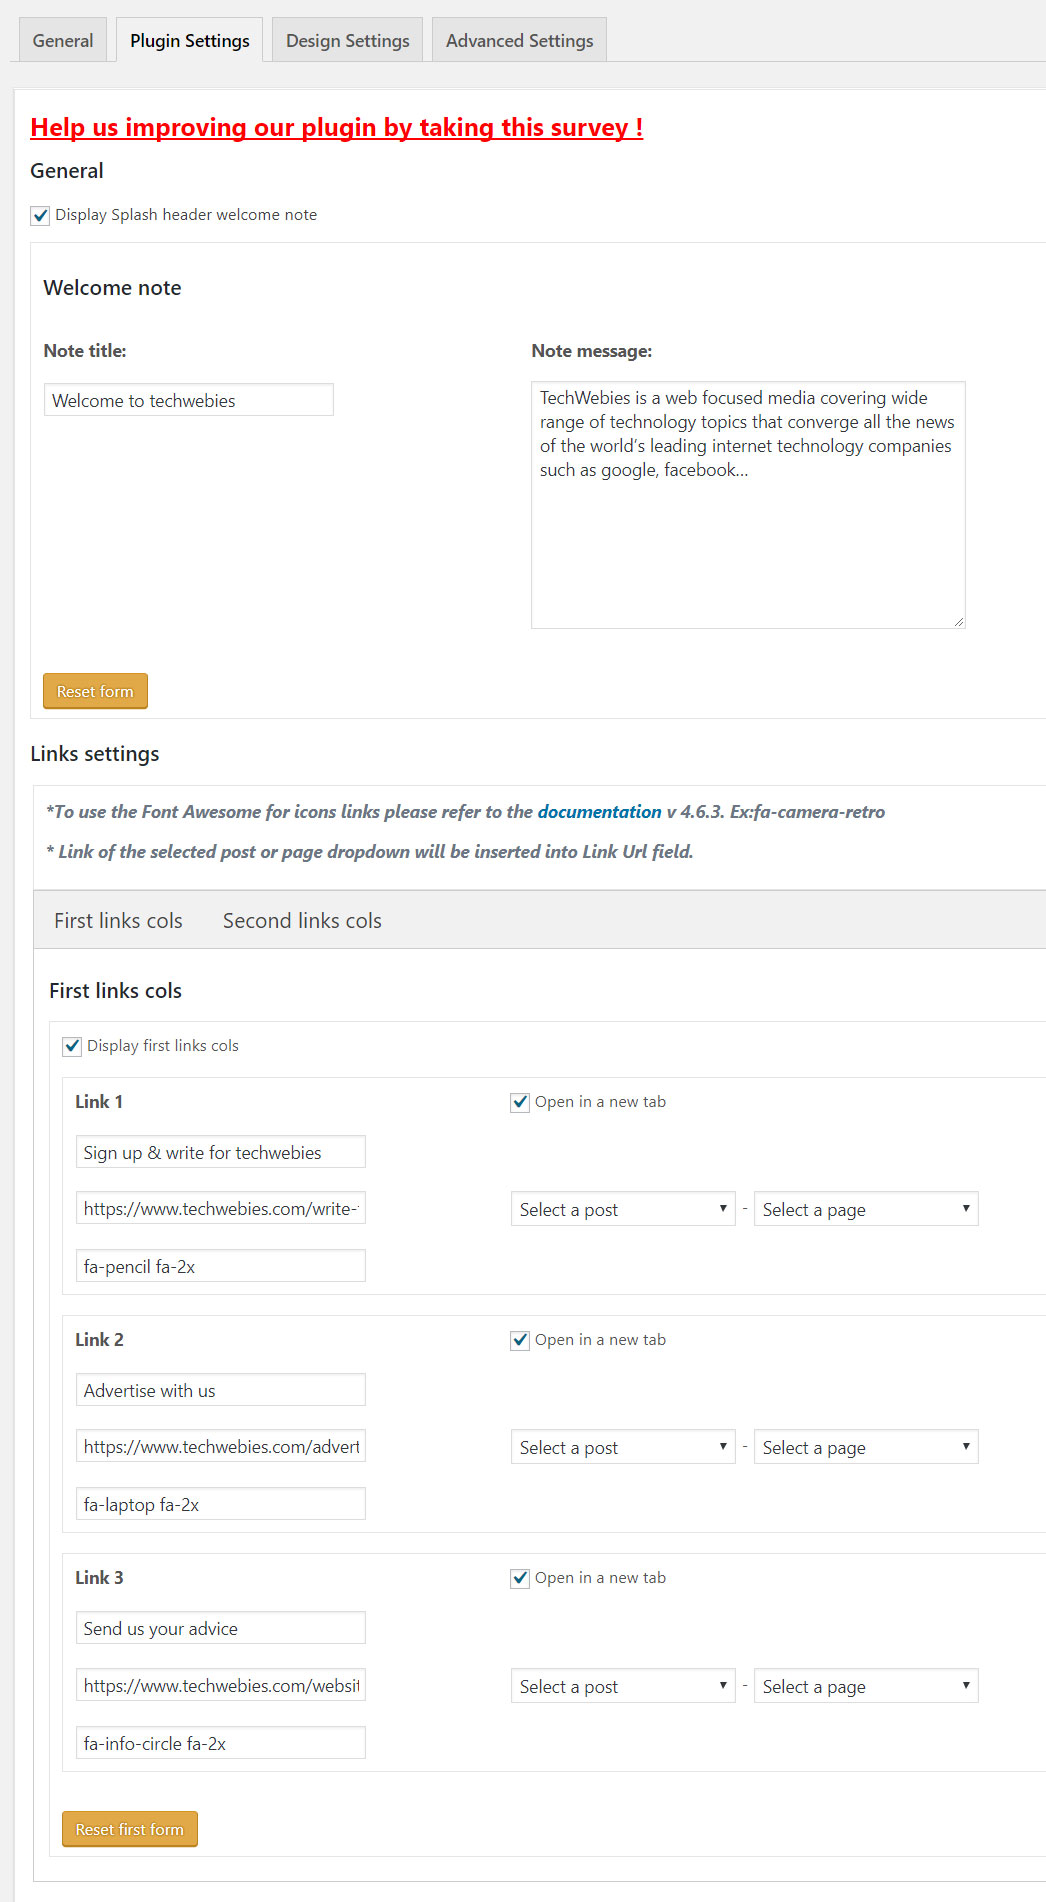 General Plugin Settings Design Settings Advanced Settings
Help us improving our plugin by taking this survey !
General
Display Splash header welcome note
Welcome note
Note title: Note message:
Welcome to techwebies
TechWebies is a web focused media covering wide
range of technology topics that converge all the news
of the world’s leading internet technology companies
such as google, facebook...
Reset form
Links settings
*To use the Font Awesome for icons links please refer to the documentation v 4.6.3. Ex:fa-camera-retro
* Link of the selected post or page dropdown will be inserted into Link Url field.
First links cols Second links cols
First links cols
Display first links cols
Link 1 Open in a new tab
Sign up & write for techwebies
https://www.techwebies.com/write- Select a post - Select a page
fa-pencil fa-2x
Link 2 Open in a new tab
Advertise with us
https://www.techwebies.com/advert Select a post - Select a page
fa-laptop fa-2x
Link 3 Open in a new tab
Send us your advice
https://www.techwebies.com/websit Select a post - Select a page
fa-info-circle fa-2x
Reset first form